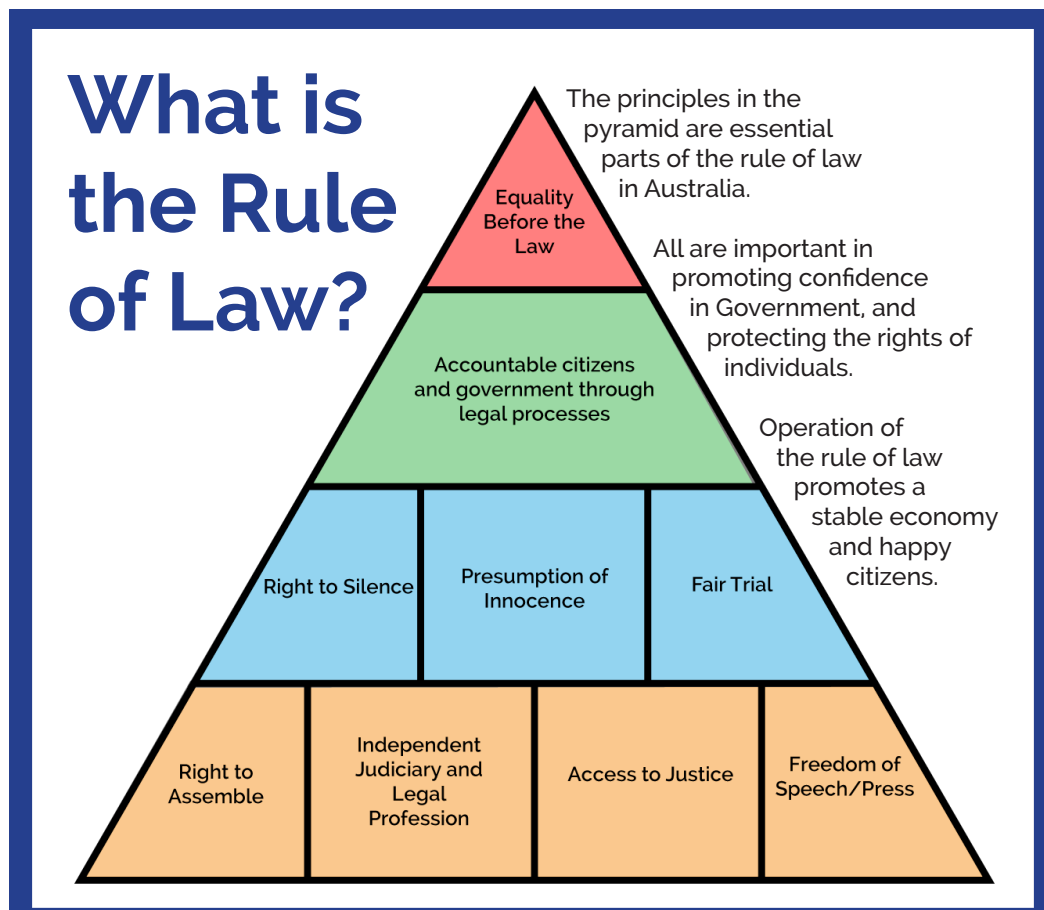 What is
the Rule
of Law?
The principles in the
pyramid are essential
parts of the rule of law
in Australia.
All are important in
promoting confidence
in Government, and
protecting the rights of
individuals.
Operation of
the rule of law
promotes a
stable economy
and happy
citizens.
Equality
Before the
Law
Accountable citizens
and government through
legal processes
Right to Silence
Presumption of
Innocence
Fair Trial
Right to
Assemble
Independent
Judiciary and
Legal
Profession
Access to Justice
Freedom of
Speech/Press